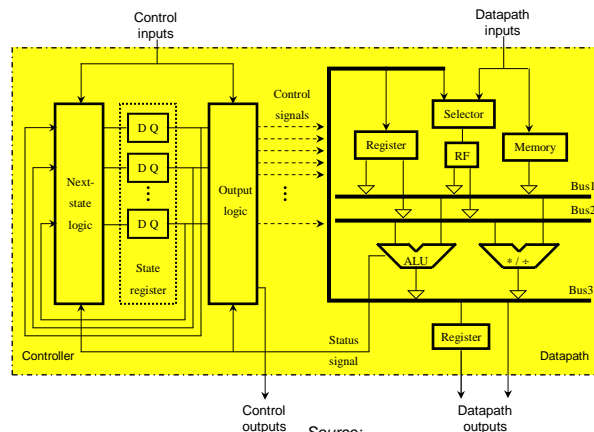 Control
inputs
Datapath
inputs
Control
signals
D Q
D Q
D Q
Next-
state
logic
State
register
Output
logic
Selector
Register
RF
Memory
Bus1
Bus2
ALU
* / ÷
Bus3
Register
Status
signal
Controller
Datapath
Control
outputs
Source:
Datapath
outputs